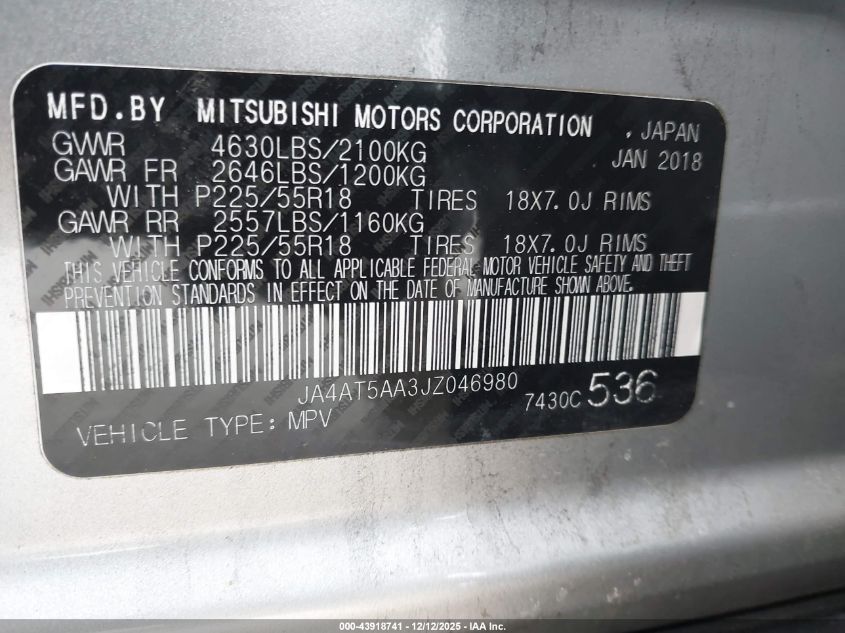 MFD.BY MITSUBISHI MOTORS CORPORATION , JAPAN
GVWR 4630LBS/2100KG JAN 2018
GAWR FR 2646LBS/1200KG
WITH P225/55R18 TIRES 18X7.0J RIMS
GAWR RR 2557LBS/1160KG
WITH P225/55R18 TIRES 18X7.0J RIMS
THIS VEHICLE CONFORMS TO ALL APPLICABLE FEDERAL MOTOR VEHICLE SAFETY AND THEFT
PREVENTION STANDARDS IN EFFECT ON THE DATE OF MANUFACTURE SHOWN ABOVE.
JA4AT5AA3JZ046980
7430C 536
VEHICLE TYPE: MPV
000-43918741 - 12/12/2025 - IAA Inc.